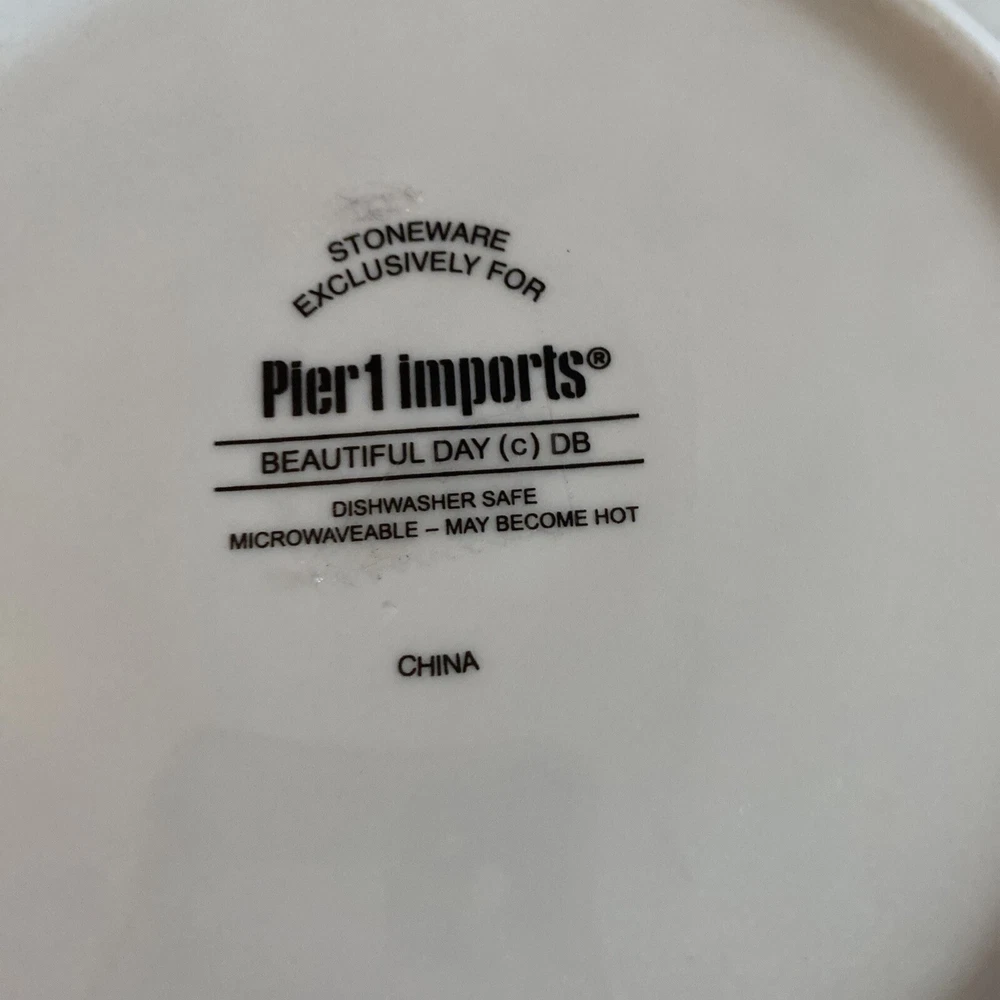 STONEWARE
EXCLUSIVELY FOR
Pier 1 imports®
BEAUTIFUL DAY (c) DB
DISHWASHER SAFE
MICROWAVEABLE – MAY BECOME HOT
CHINA